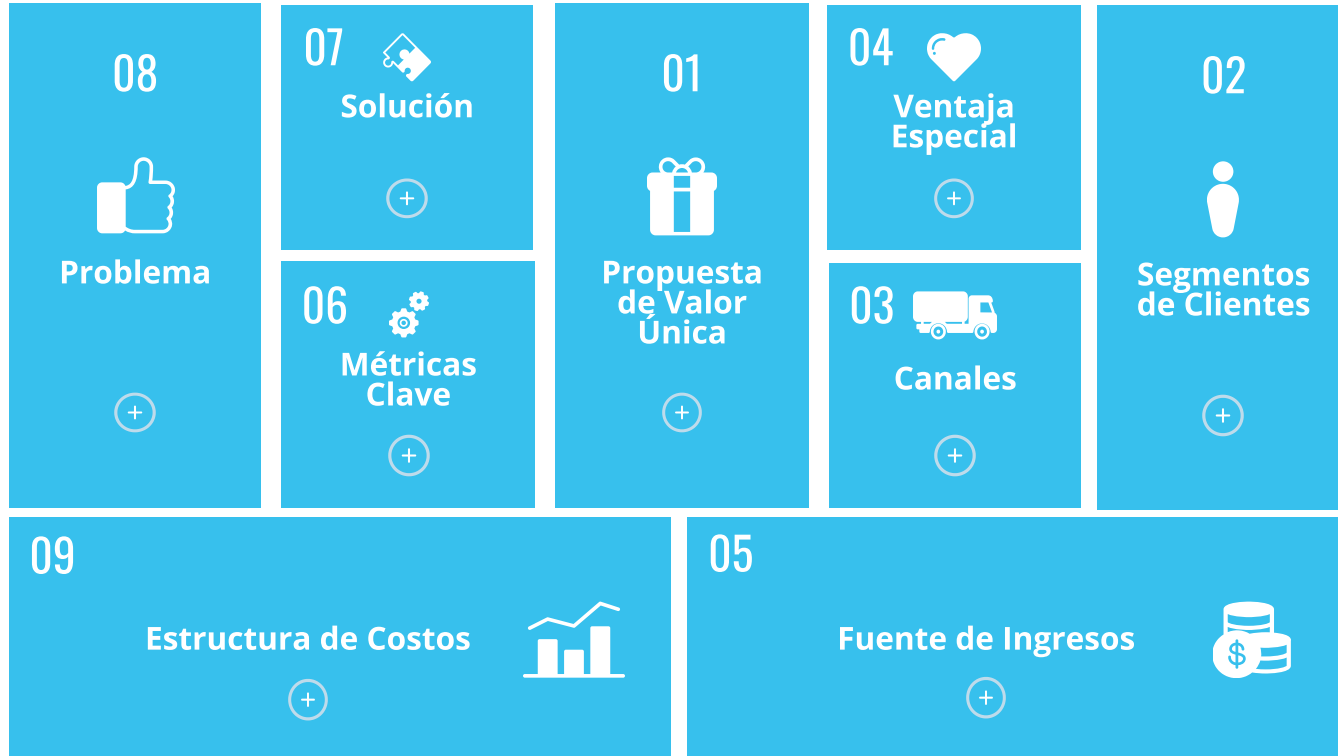 08
Problema
07
Solución
06
Métricas
Clave
01
Propuesta
de Valor
Única
04
Ventaja
Especial
03
Canales
02
Segmentos
de Clientes
09
Estructura de Costos
05
Fuente de Ingresos
$